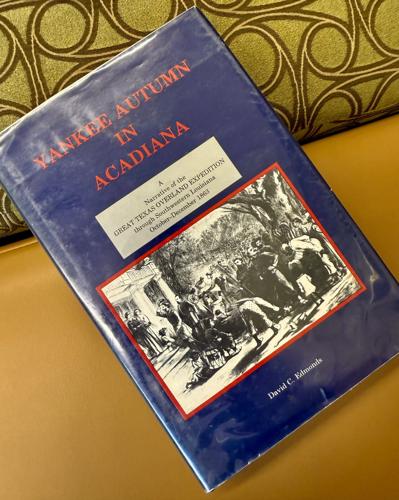 YANKEE AUTUMN
IN
ACADIANA
A
Narrative of the
GREAT TEXAS OVERLAND EXPEDITION
through Southwestern Louisiana
October-December 1863
David C. Edmonds